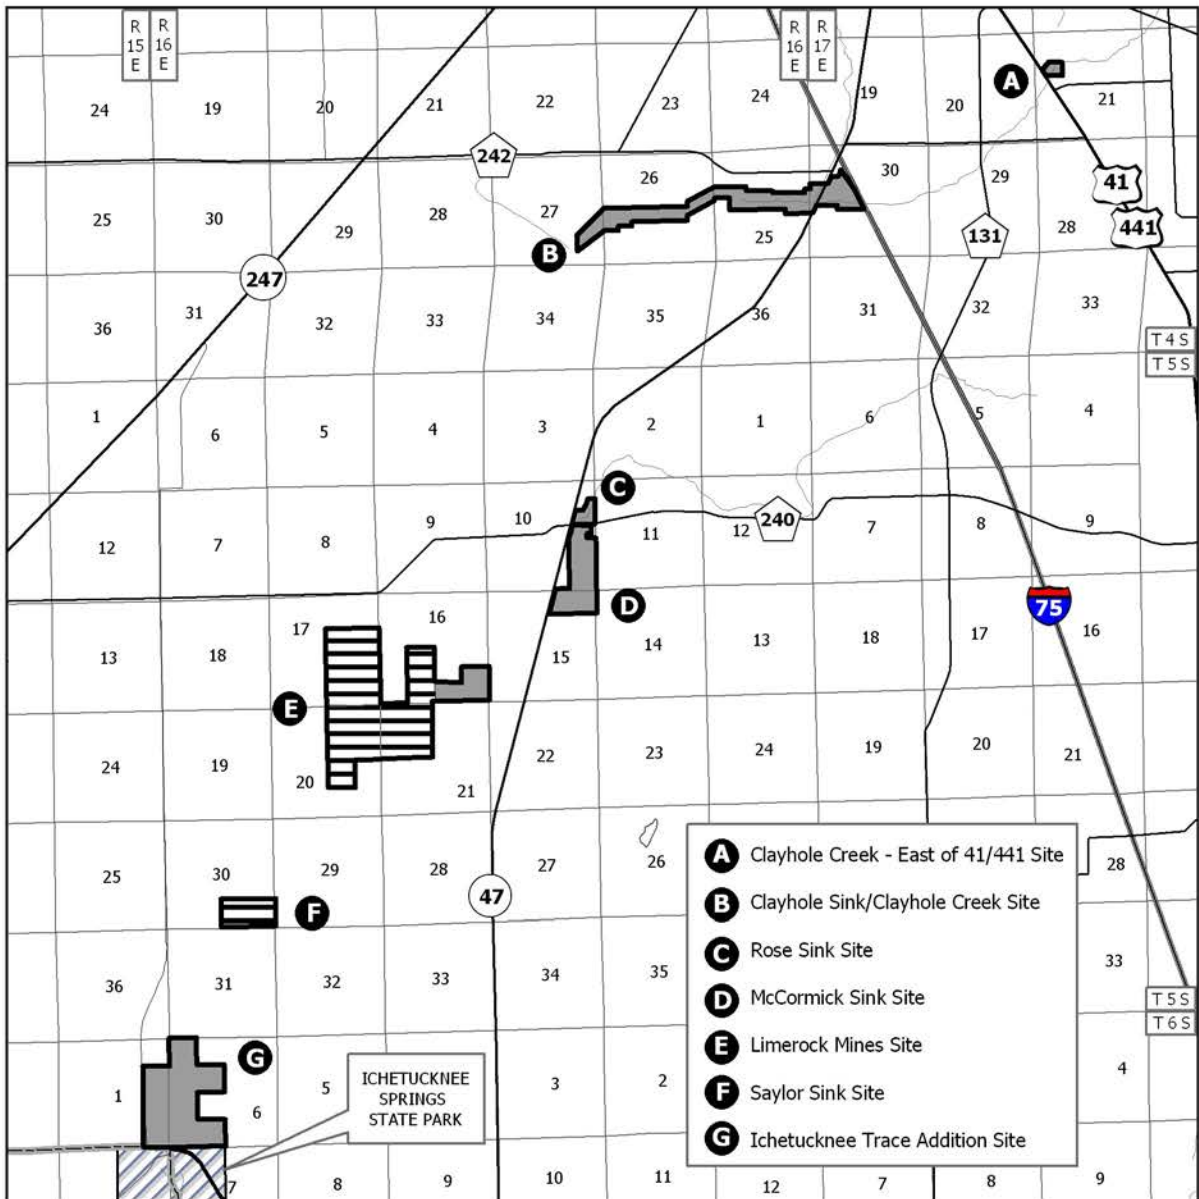 R 15 E
R 16 E
R 16 E
R 17 E
A
24 19 20 21 22 23 24 19 20 21
242
41
25 30 29 28 27 26 25 30 29 28
441
131
B
247
36 31 32 33 34 35 36 31 32 33
T 4 S
T 5 S
1 6 5 4 3 2 1 6 5 4
C
240
12 7 8 9 10 11 12 7 8 9
D
75
13 18 17 16 15 14 13 18 17 16
E
24 19 20 21 22 23 24 19 20 21
25 30 29 28 27 26 28
47
F
36 31 32 33 34 35 33
T 5 S
T 6 S
G
1 6 5 3 2 4
ICHETUCKNEE
SPRINGS
STATE PARK
7 8 9 10 11 12 7 8 9
A Clayhole Creek - East of 41/441 Site
B Clayhole Sink/Clayhole Creek Site
C Rose Sink Site
D McCormick Sink Site
E Limerock Mines Site
F Saylor Sink Site
G Ichetucknee Trace Addition Site